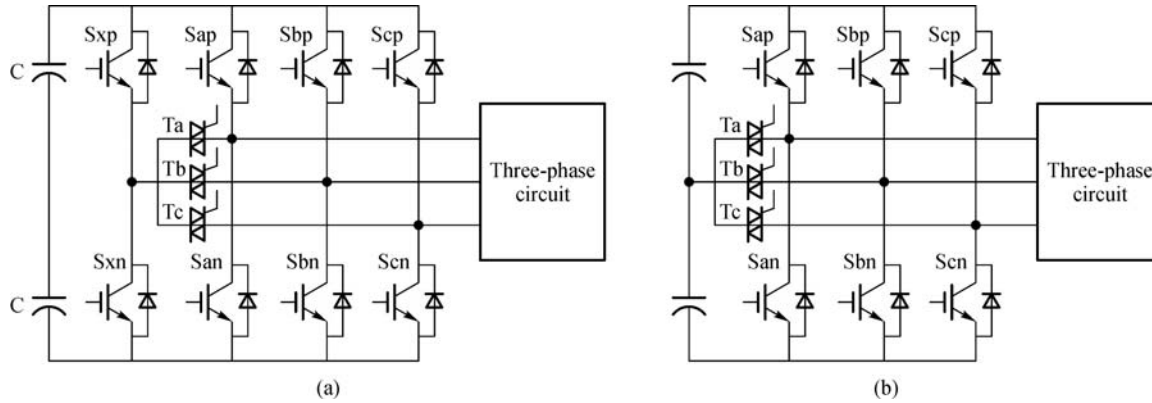 Sxp Sap Sbp Scp
C
Ta
Tb
Tc
Three-phase
circuit
Sxn San Sbn Scn
C
(a)
Sap Sbp Scp
Ta
Tb
Tc
Three-phase
circuit
San Sbn Scn
(b)